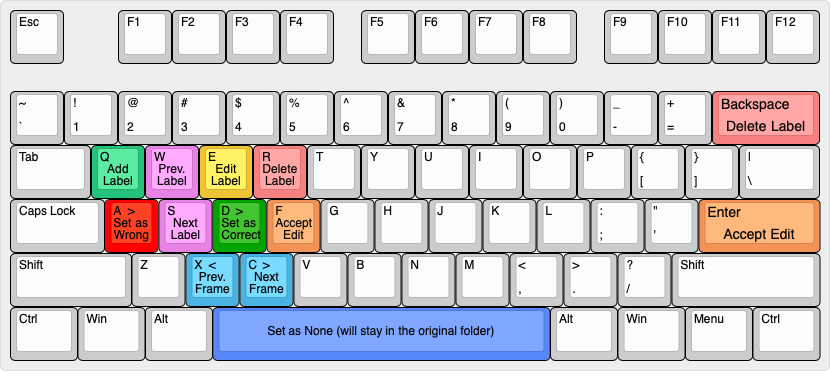 Esc F1 F2 F3 F4 F5 F6 F7 F8 F9 F10 F11 F12
~ ! @ # $ % ^ & * ( ) _ + Backspace
` 1 2 3 4 5 6 7 8 9 0 - = Delete Label
Tab Q W E R T Y U I O P { } |
Add Prev. Edit Delete
Label Label Label Label [ ] \
Caps Lock A > S D > F G H J K L : " Enter
Set as Next Set as Accept
Wrong Label Correct Edit ; ' Accept Edit
Shift Z X < C > V B N M < > ? Shift
Prev. Next
Frame Frame , . /
Ctrl Win Alt Set as None (will stay in the original folder) Alt Win Menu Ctrl